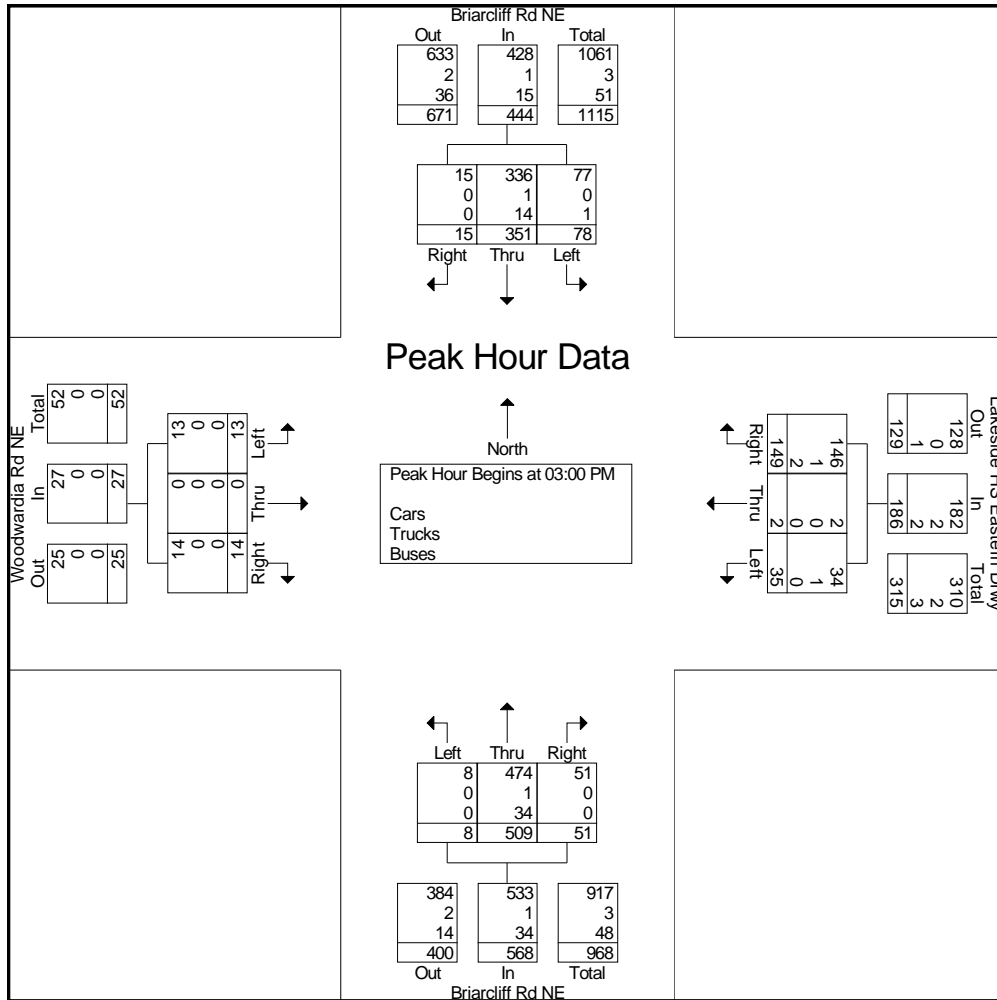 Briarcliff Rd NE
Out In Total
633 428 1061
2 1 3
36 15 51
671 444 1115
15 336 77
0 1 0
0 14 1
15 351 78
Right Thru Left
Peak Hour Data
North
Peak Hour Begins at 03:00 PM
Cars
Trucks
Buses
Woodwardia Rd NE
Out In Total
25 27 52
0 0 0
0 0 0
25 27 52
Left Thru Right
13 0 14
0 0 0
0 0 0
13 0 14
Right Thru Left
146 2 34
1 0 1
2 0 0
149 2 35
Lakeside HS Eastern Drwy
Out In Total
128 182 310
0 2 2
1 2 3
129 186 315
Left Thru Right
8 474 51
0 1 0
0 34 0
8 509 51
384 533 917
2 1 3
14 34 48
400 568 968
Out In Total
Briarcliff Rd NE